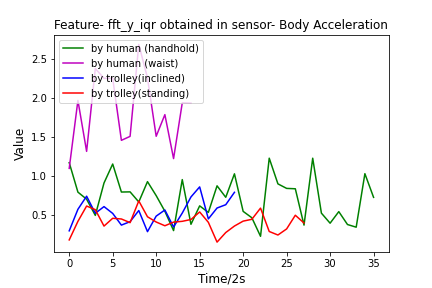 Feature- fft_y_iqr obtained in sensor- Body Acceleration
by human (handhold)
by human (waist)
by trolley(inclined)
by trolley(standing)
2.5
2.0
1.5
1.0
0.5
Value
0 5 10 15 20 25 30 35
Time/2s